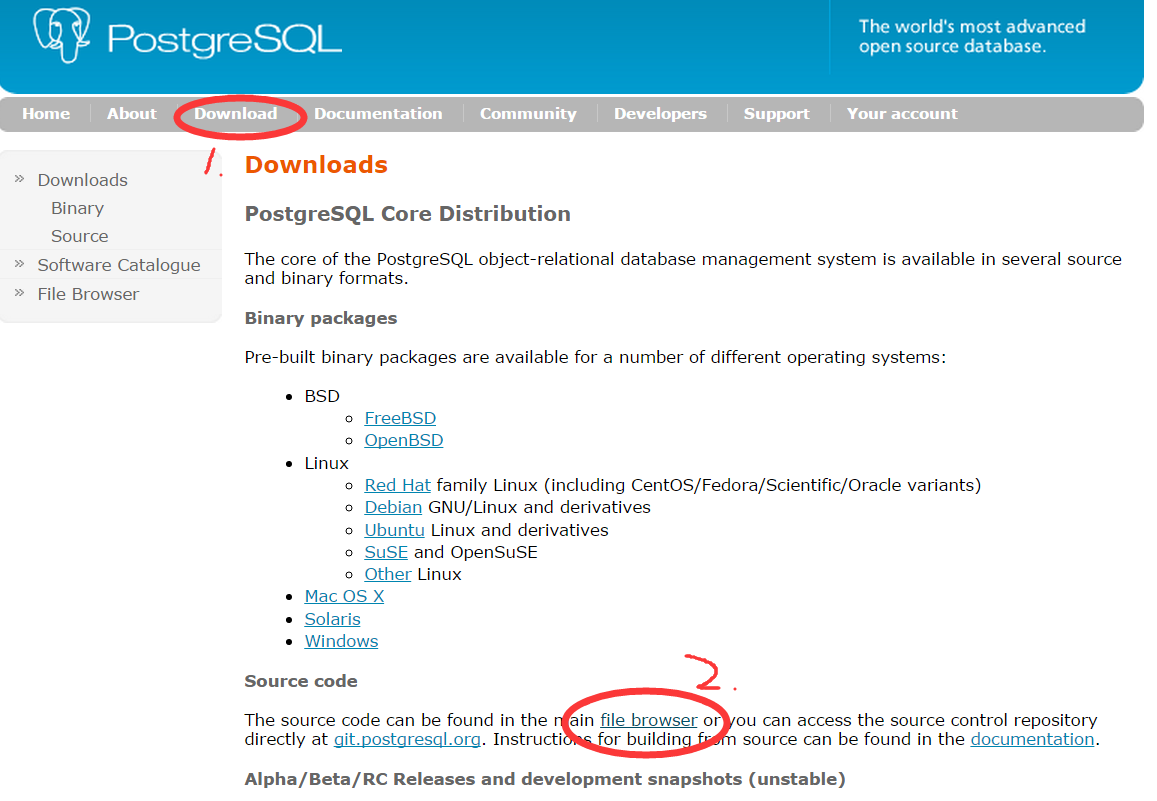 PostgreSQL
The world's most advanced
open source database.
Home About Download Documentation Community Developers Support Your account
1.
» Downloads
Binary
Source
» Software Catalogue
» File Browser
Downloads
PostgreSQL Core Distribution
The core of the PostgreSQL object-relational database management system is available in several source
and binary formats.
Binary packages
Pre-built binary packages are available for a number of different operating systems:
BSD
FreeBSD
OpenBSD
Linux
Red Hat family Linux (including CentOS/Fedora/Scientific/Oracle variants)
Debian GNU/Linux and derivatives
Ubuntu Linux and derivatives
SuSE and OpenSuSE
Other Linux
Mac OS X
Solaris
Windows
2.
Source code
The source code can be found in the main file browser or you can access the source control repository
directly at git.postgresql.org. Instructions for building from source can be found in the documentation.
Alpha/Beta/RC Releases and development snapshots (unstable)